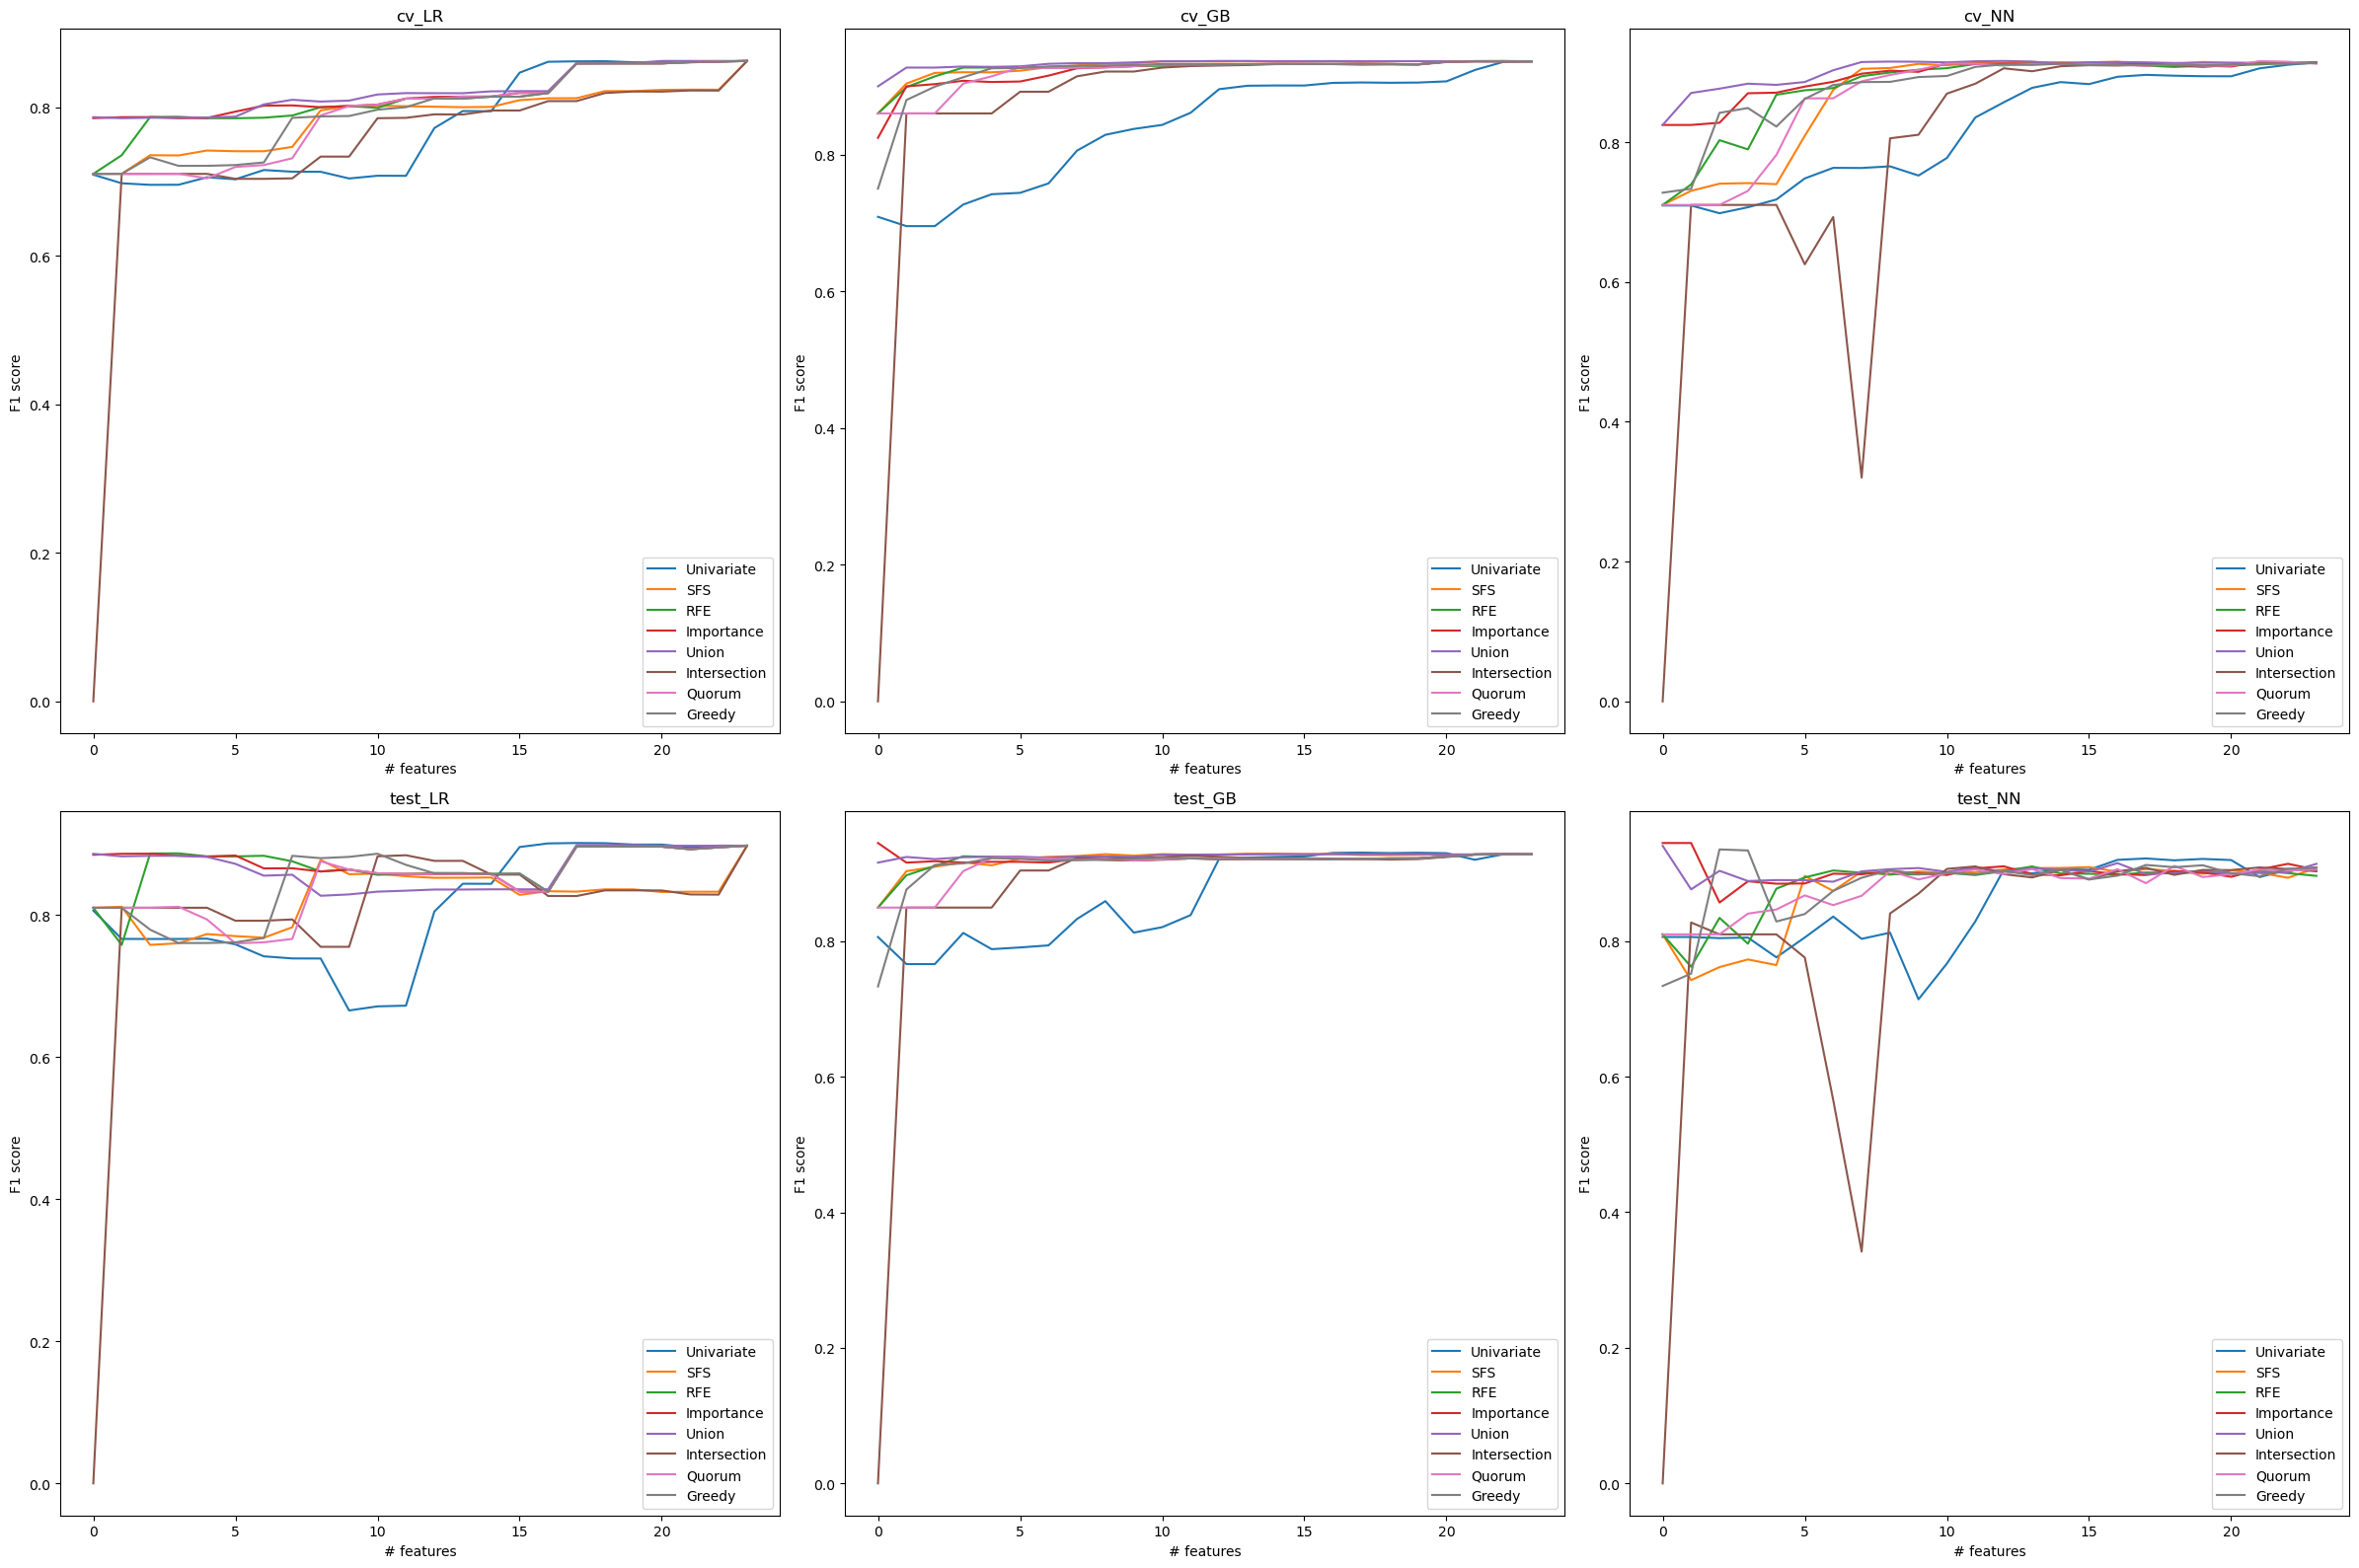 cv_LR
F1 score
0.8
0.6
0.4
0.2
0.0
Univariate
SFS
RFE
Importance
Union
Intersection
Quorum
Greedy
0 5 10 15 20
# features
cv_GB
F1 score
0.8
0.6
0.4
0.2
0.0
Univariate
SFS
RFE
Importance
Union
Intersection
Quorum
Greedy
0 5 10 15 20
# features
cv_NN
F1 score
0.8
0.6
0.4
0.2
0.0
Univariate
SFS
RFE
Importance
Union
Intersection
Quorum
Greedy
0 5 10 15 20
# features
test_LR
F1 score
0.8
0.6
0.4
0.2
0.0
Univariate
SFS
RFE
Importance
Union
Intersection
Quorum
Greedy
0 5 10 15 20
# features
test_GB
F1 score
0.8
0.6
0.4
0.2
0.0
Univariate
SFS
RFE
Importance
Union
Intersection
Quorum
Greedy
0 5 10 15 20
# features
test_NN
F1 score
0.8
0.6
0.4
0.2
0.0
Univariate
SFS
RFE
Importance
Union
Intersection
Quorum
Greedy
0 5 10 15 20
# features